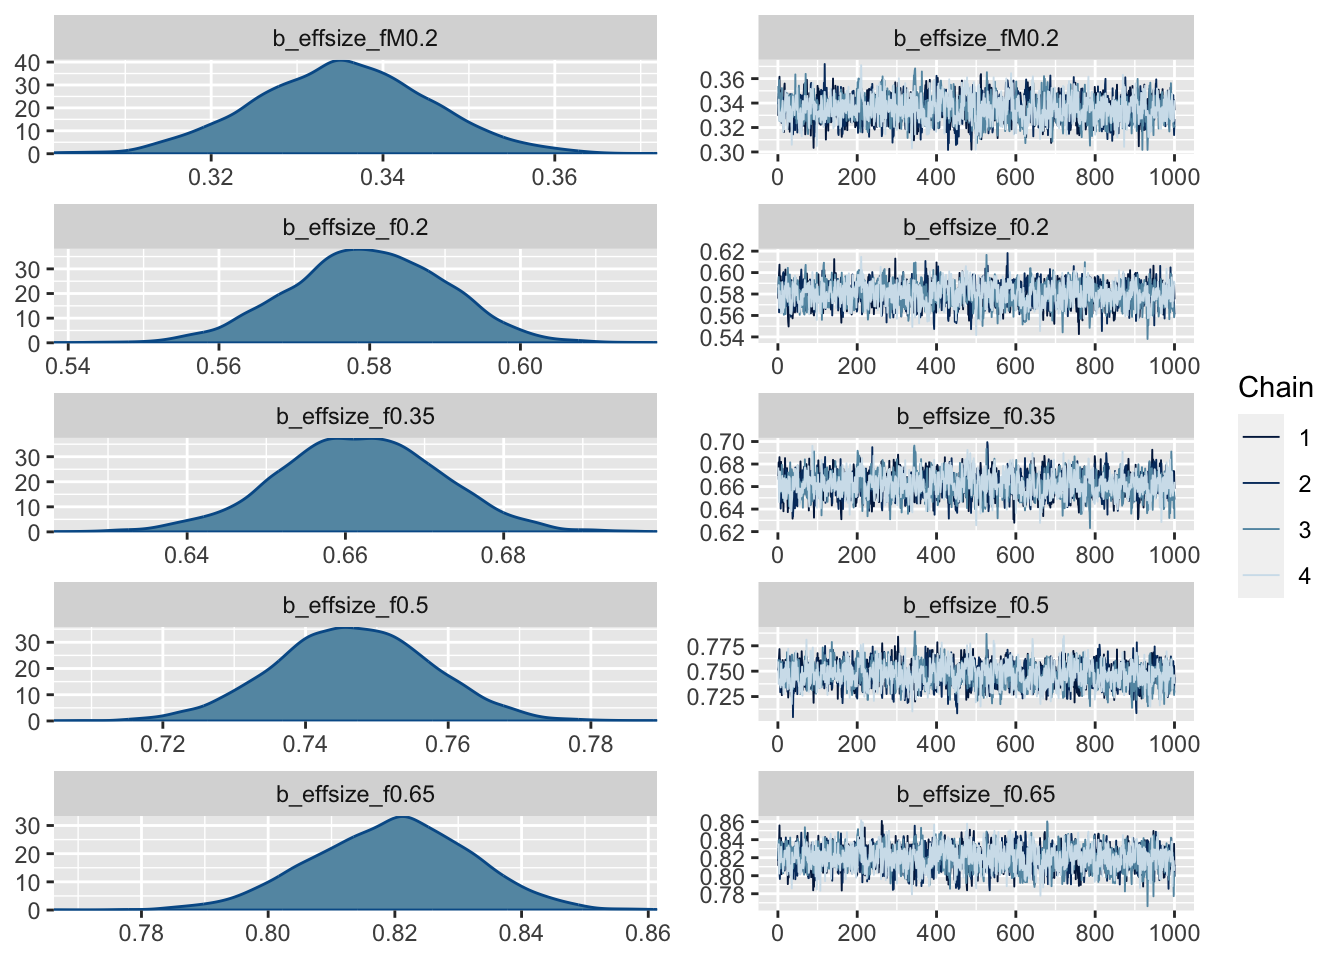 b_effsize_fM0.2
40
30
20
10
0
0.32 0.34 0.36
b_effsize_fM0.2
0.36
0.34
0.32
0.30
0 200 400 600 800 1000
b_effsize_f0.2
30
20
10
0
0.54 0.56 0.58 0.60
b_effsize_f0.2
0.62
0.60
0.58
0.56
0.54
0 200 400 600 800 1000
b_effsize_f0.35
30
20
10
0
0.64 0.66 0.68
b_effsize_f0.35
0.70
0.68
0.66
0.64
0.62
0 200 400 600 800 1000
b_effsize_f0.5
30
20
10
0
0.72 0.74 0.76 0.78
b_effsize_f0.5
0.775
0.750
0.725
0 200 400 600 800 1000
b_effsize_f0.65
30
20
10
0
0.78 0.80 0.82 0.84 0.86
b_effsize_f0.65
0.86
0.84
0.82
0.80
0.78
0 200 400 600 800 1000
Chain
1
2
3
4